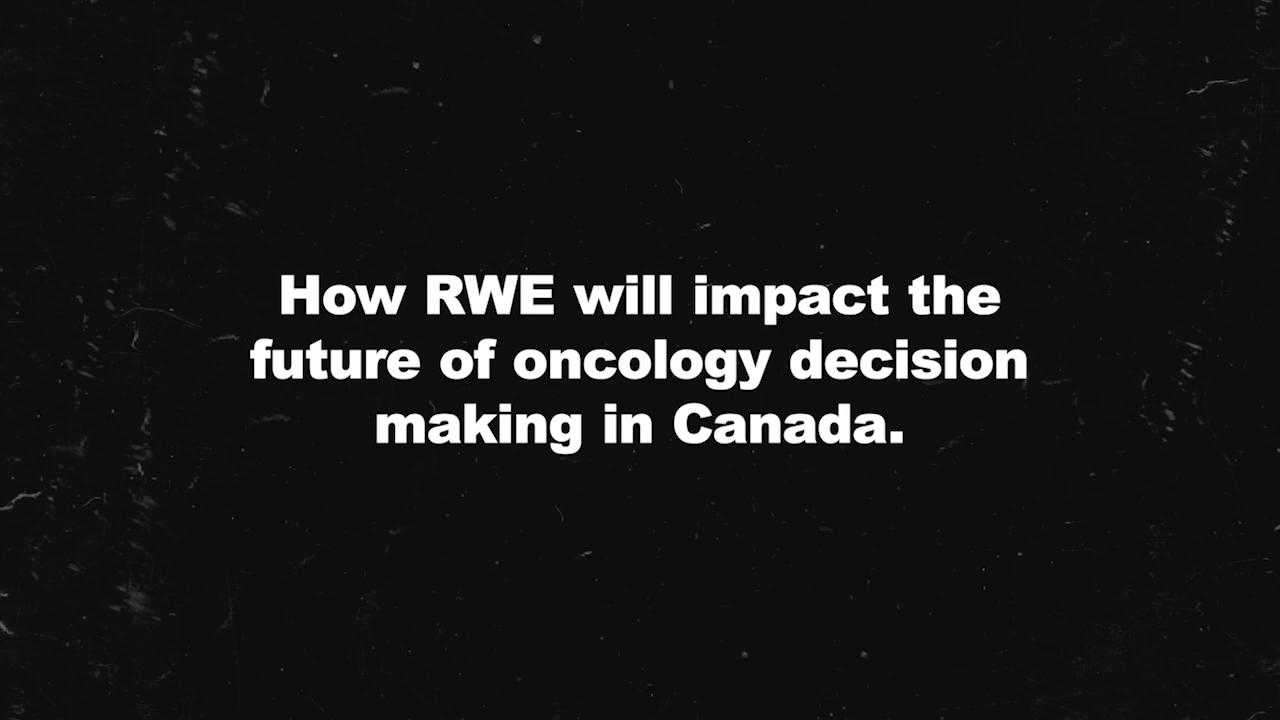 How RWE will impact the
future of oncology decision
making in Canada.